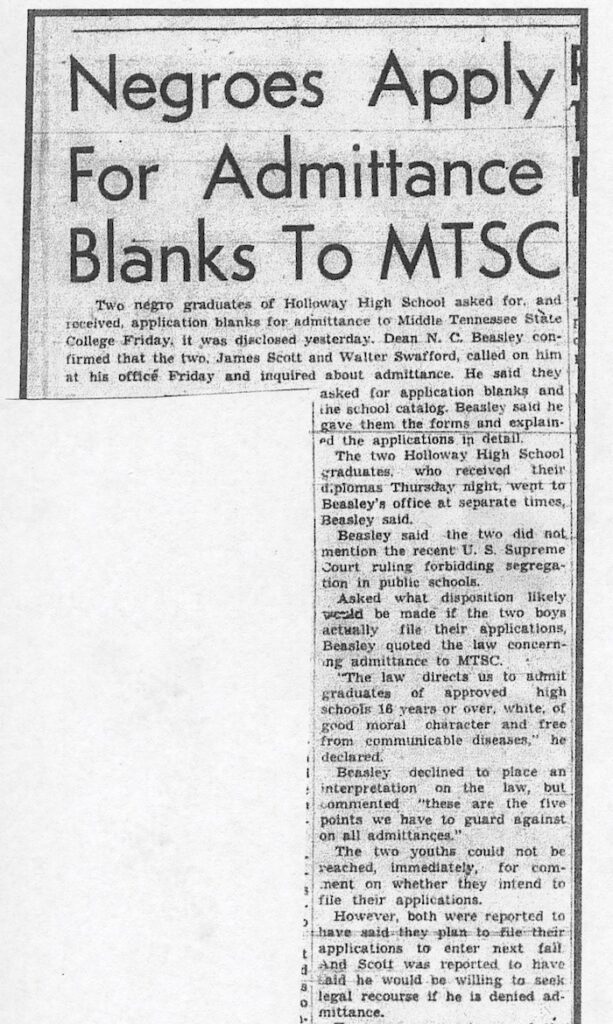 Negroes Apply
For Admittance
Blanks To MTSC
Two negro graduates of Holloway High School asked for, and
received, application blanks for admittance to Middle Tennessee State
College Friday, it was disclosed yesterday. Dean N. C. Beasley con-
firmed that the two, James Scott and Walter Swafford, called on him
at his office Friday and inquired about admittance. He said they
asked for application blanks and
the school catalog. Beasley said he
gave them the forms and explain-
ed the applications in detail.
The two Holloway High School
graduates, who received their
diplomas Thursday night, went to
Beasley's office at separate times,
Beasley said.
Beasley said the two did not
mention the recent U. S. Supreme
Court ruling forbidding segrega-
tion in public schools.
Asked what disposition likely
would be made if the two boys
actually file their applications,
Beasley quoted the law concern-
ing admittance to MTSC.
"The law directs us to admit
graduates of approved high
schools 16 years or over, white, of
good moral character and free
from communicable diseases," he
declared.
Beasley declined to place an
interpretation on the law, but
commented "these are the five
points we have to guard against
on all admittances."
The two youths could not be
reached, immediately, for com-
ment on whether they intend to
file their applications.
However, both were reported to
have said they plan to file their
applications to enter next fall.
And Scott was reported to have
said he would be willing to seek
legal recourse if he is denied ad-
mittance.